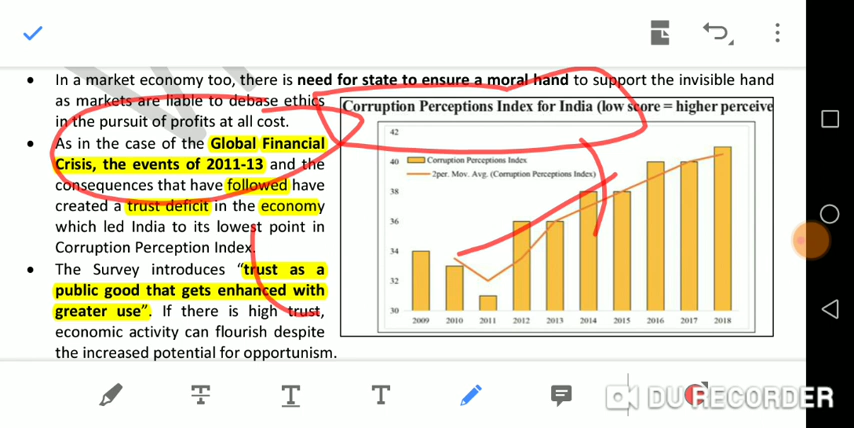 • In a market economy too, there is need for state to ensure a moral hand to support the invisible hand
as markets are liable to debase ethics
in the pursuit of profits at all cost.
• As in the case of the Global Financial
Crisis, the events of 2011-13 and the
consequences that have followed have
created a trust deficit in the economy
which led India to its lowest point in
Corruption Perception Index.
• The Survey introduces “trust as a
public good that gets enhanced with
greater use”. If there is high trust,
economic activity can flourish despite
the increased potential for opportunism.
Corruption Perceptions Index for India (low score = higher perceive
42
40
38
36
34
32
30
Corruption Perceptions Index
2per. Mov. Avg. (Corruption Perceptions Index)
2009 2010 2011 2012 2013 2014 2015 2016 2017 2018
T T T
DU RECORDER